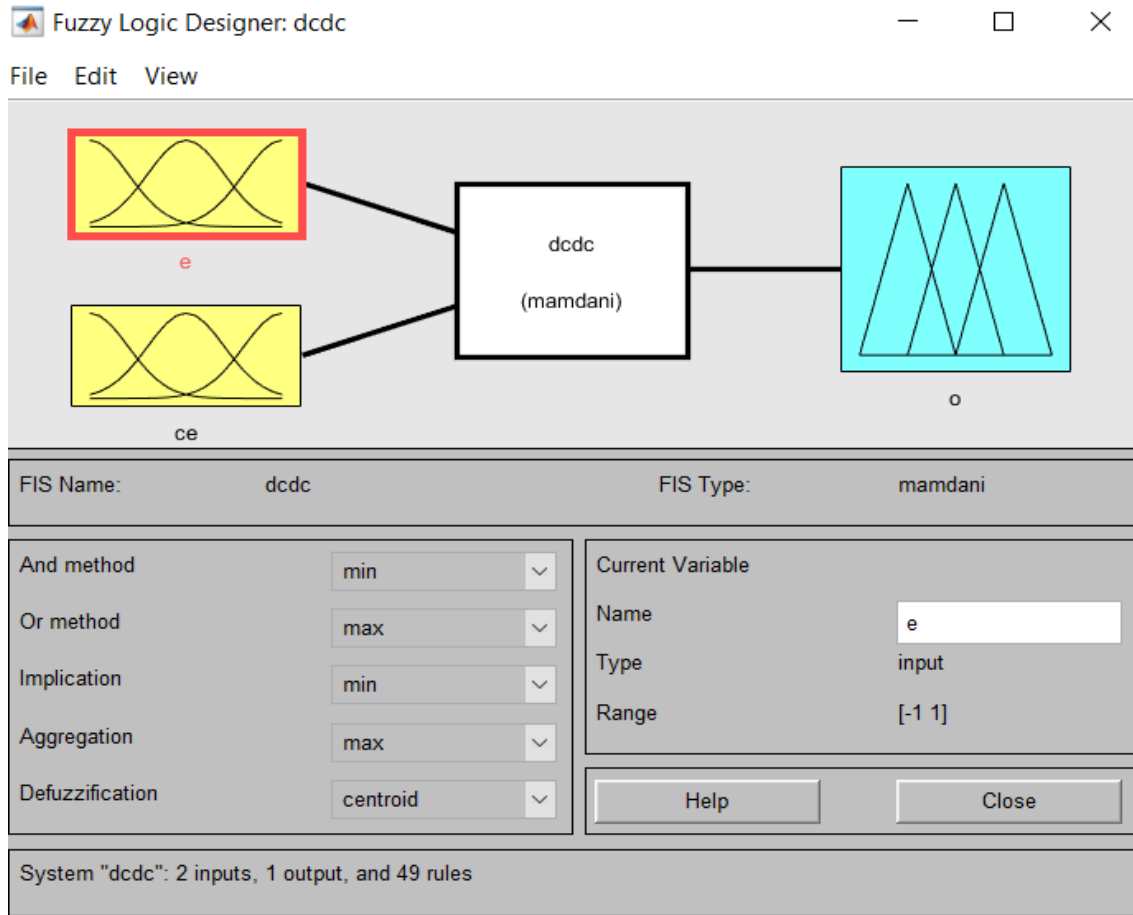 Fuzzy Logic Designer: dcdc
File Edit View
e
ce
dcdc
(mamdani)
o
FIS Name: dcdc
FIS Type: mamdani
And method min
Or method max
Implication min
Aggregation max
Defuzzification centroid
Current Variable
Name e
Type input
Range [-1 1]
Help Close
System "dcdc": 2 inputs, 1 output, and 49 rules